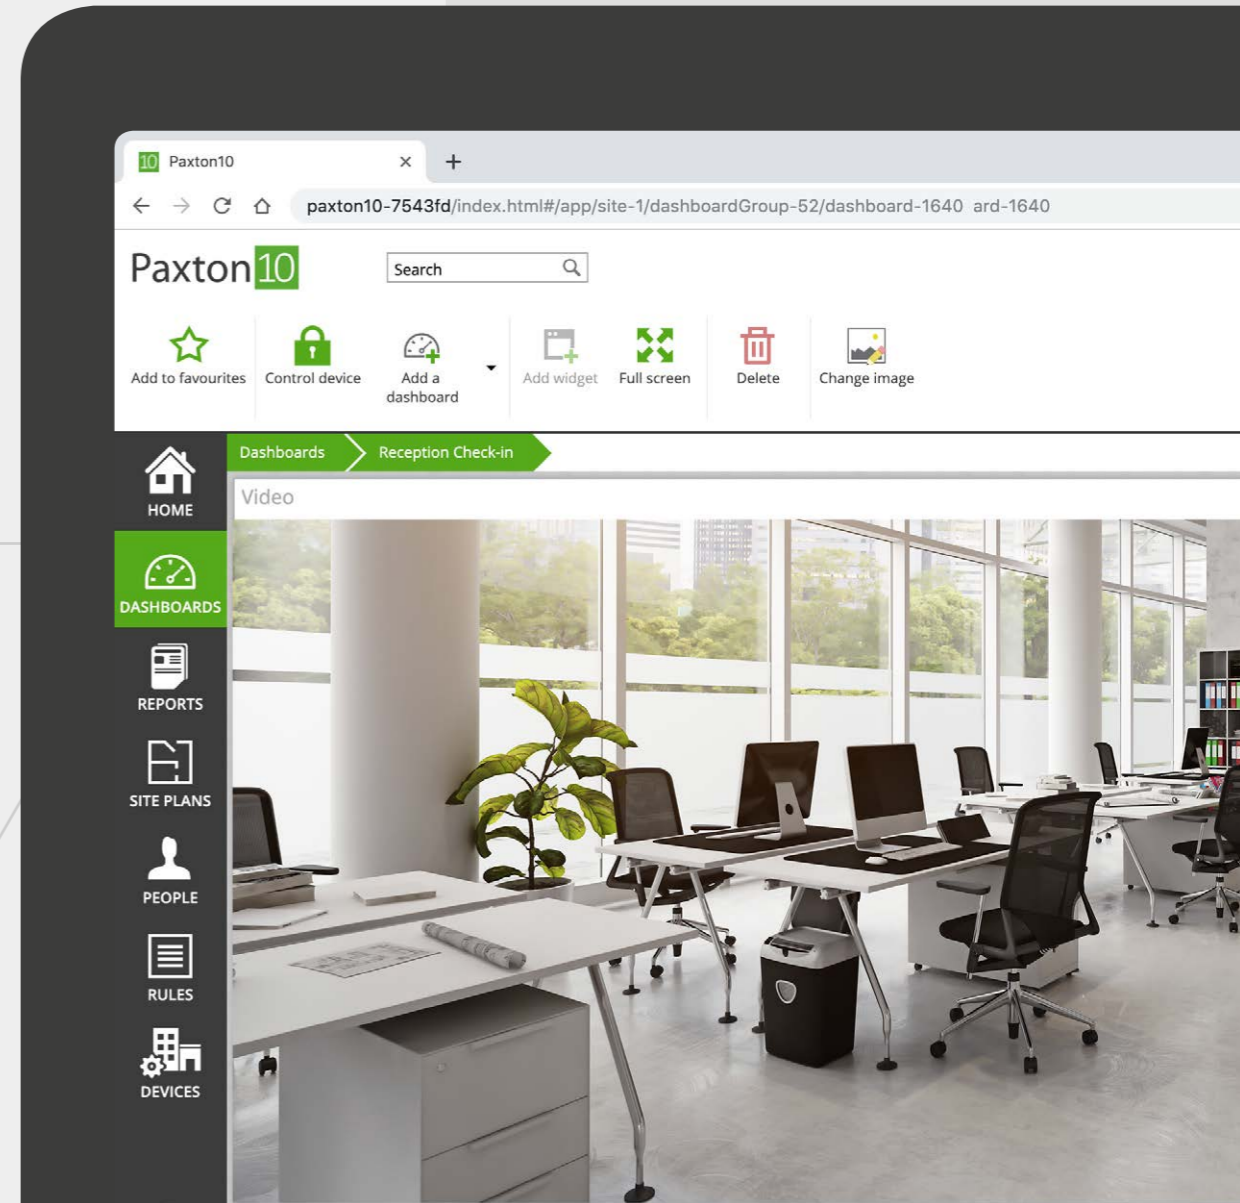 10 Paxton10
paxton10-7543fd/index.html#/app/site-1/dashboardGroup-52/dashboard-1640 ard-1640
Paxton10
Search
Add to favourites
Control device
Add a
dashboard
Add widget
Full screen
Delete
Change image
Dashboards
Reception Check-in
HOME
Video
DASHBOARDS
REPORTS
SITE PLANS
PEOPLE
RULES
DEVICES